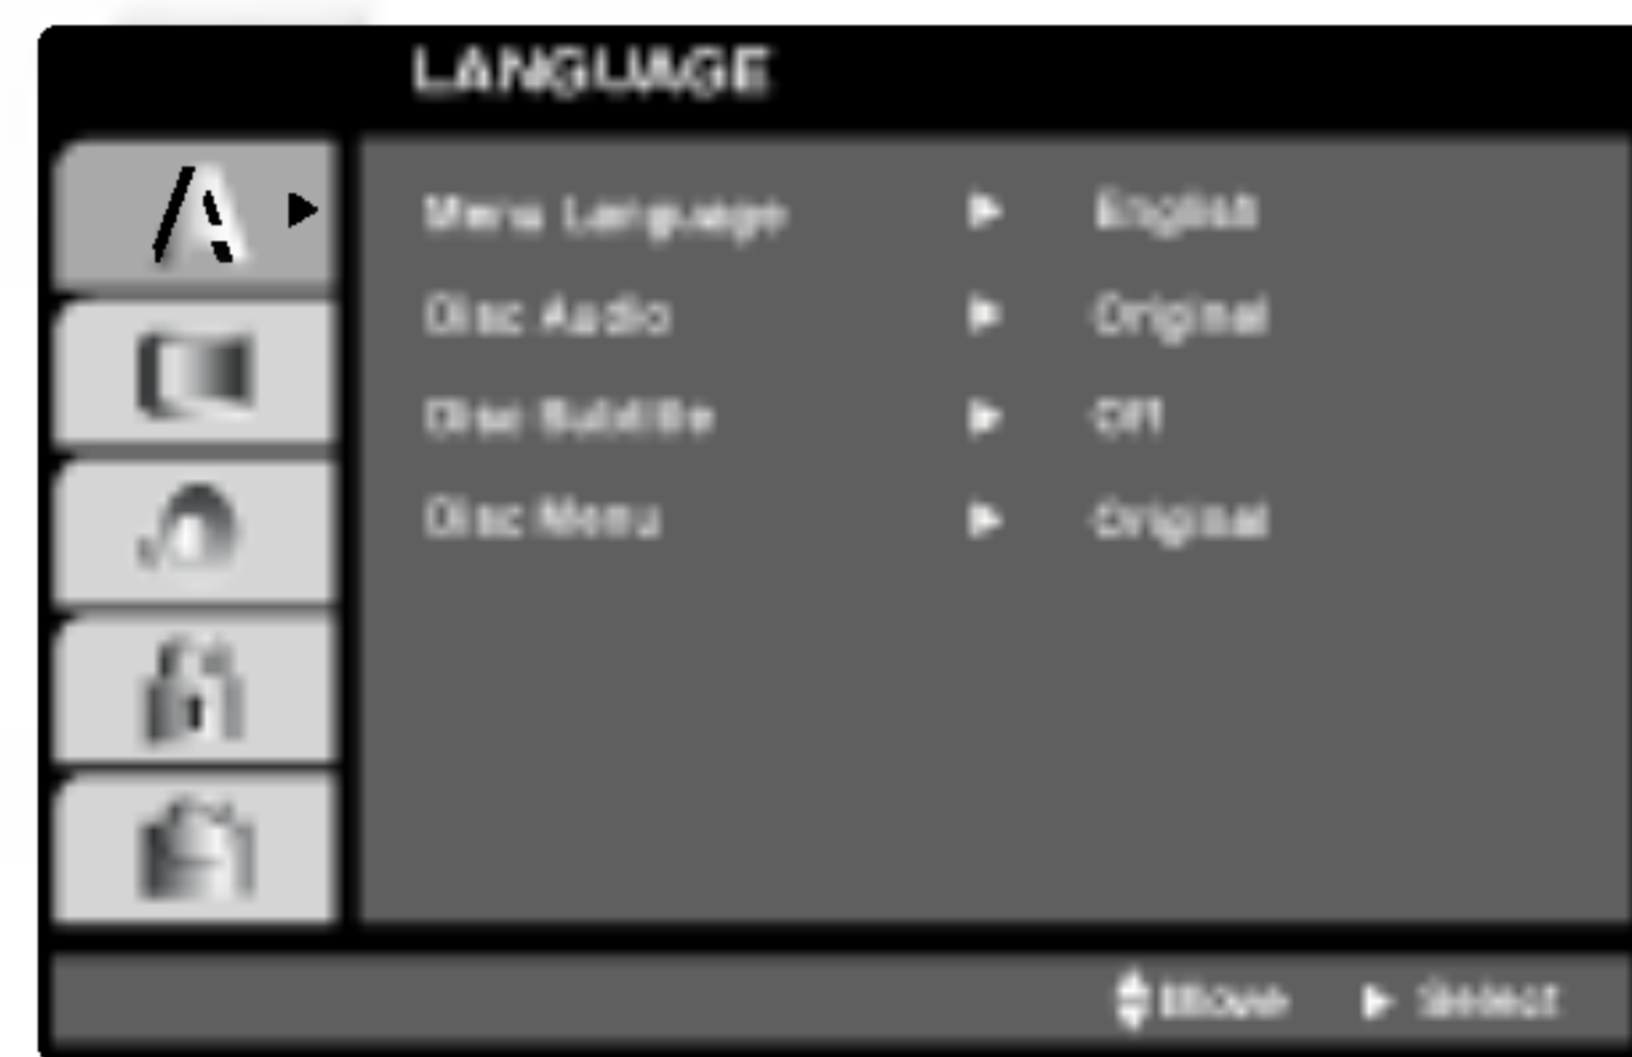 LANGUAGE
Menu Language ► English
Disc Audio ► Original
Disc Subtitle ► Off
Disc Menu ► Original
Move ► Select